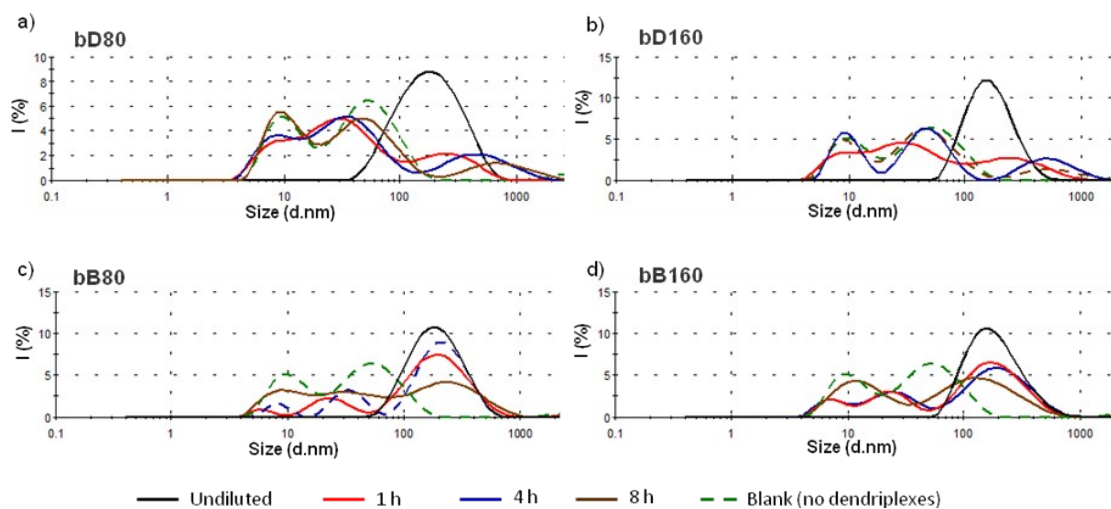 a) bD80
10
8
6
4
2
0
I (%)
0.1 1 10 100 1000
Size (d.nm)
b) bD160
15
10
5
0
I (%)
0.1 1 10 100 1000
Size (d.nm)
c) bB80
15
10
5
0
I (%)
0.1 1 10 100 1000
Size (d.nm)
d) bB160
15
10
5
0
I (%)
0.1 1 10 100 1000
Size (d.nm)
Undiluted 1 h 4 h 8 h Blank (no dendriplexes)